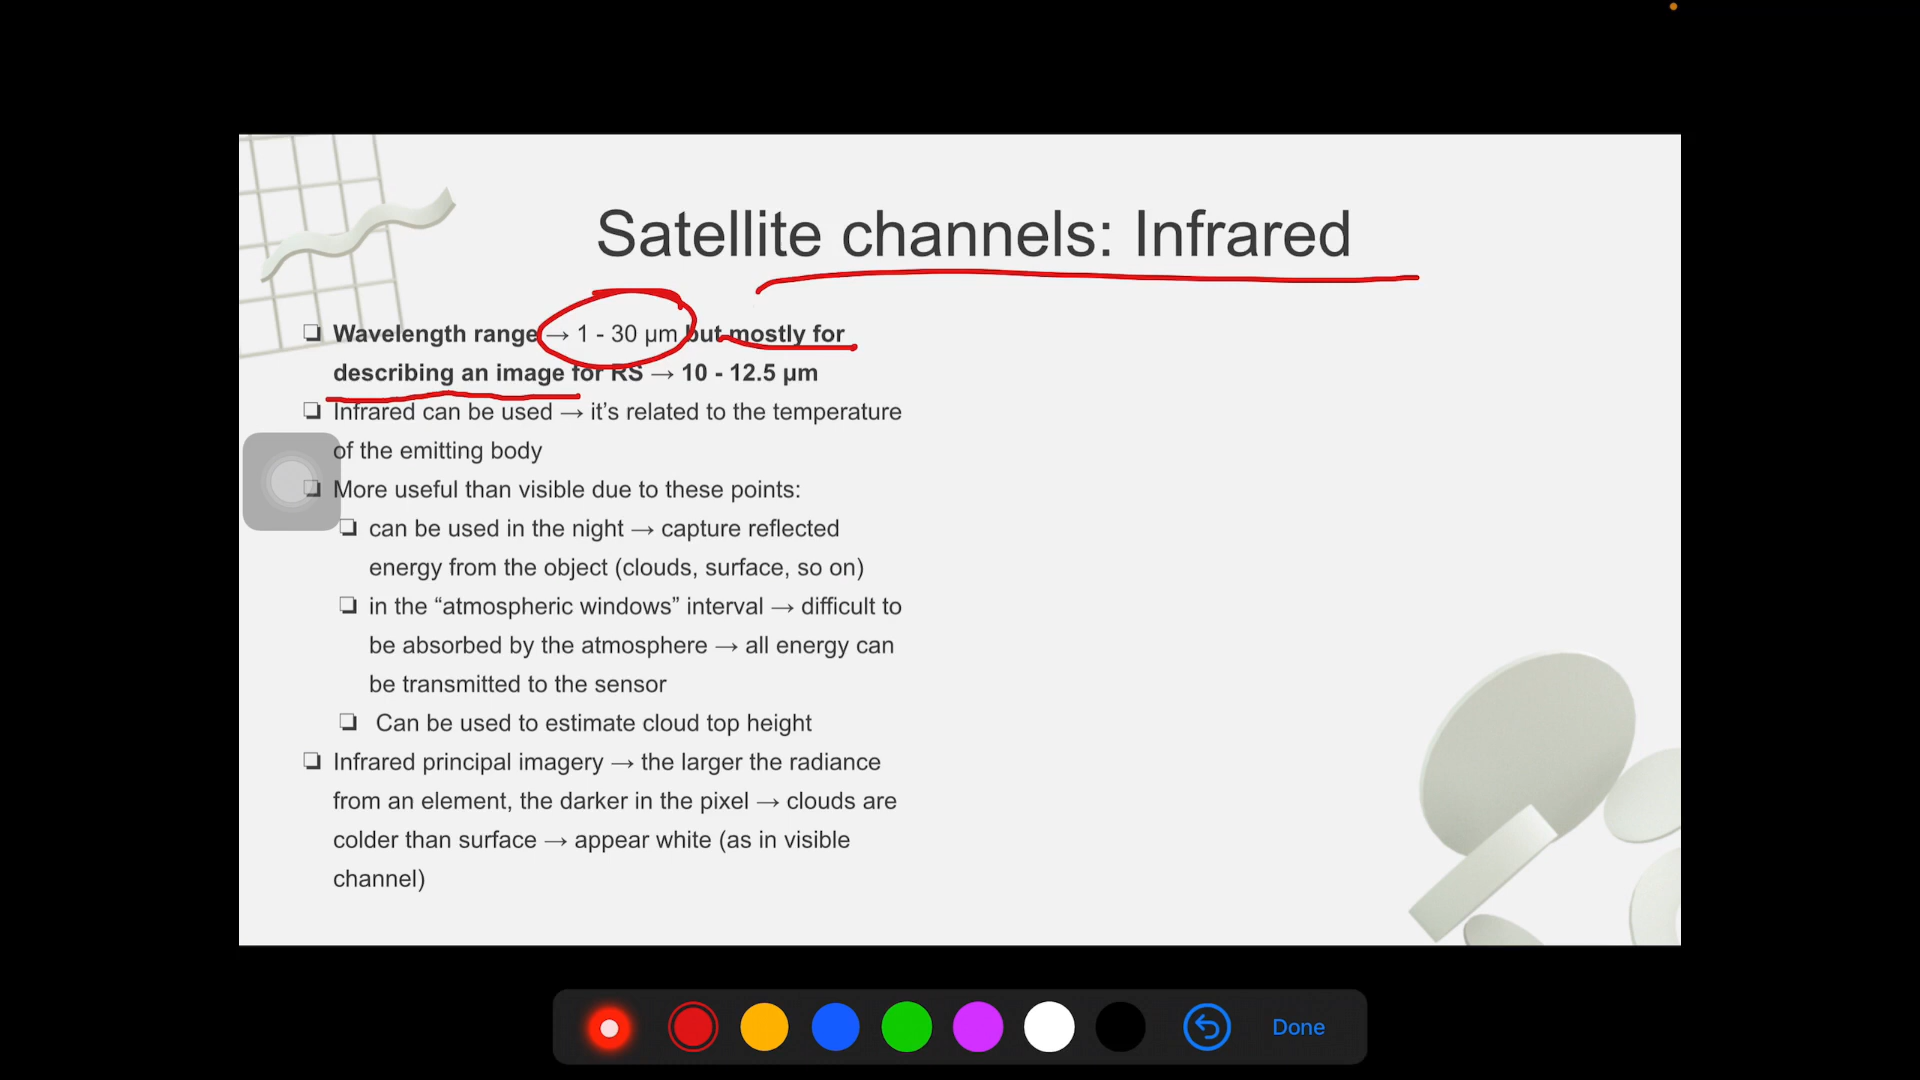 Satellite channels: Infrared
❏ Wavelength range → 1 - 30 μm but mostly for
describing an image for RS → 10 - 12.5 μm
❏ Infrared can be used → it’s related to the temperature
of the emitting body
❏ More useful than visible due to these points:
❏ can be used in the night → capture reflected
energy from the object (clouds, surface, so on)
❏ in the “atmospheric windows” interval → difficult to
be absorbed by the atmosphere → all energy can
be transmitted to the sensor
❏ Can be used to estimate cloud top height
❏ Infrared principal imagery → the larger the radiance
from an element, the darker in the pixel → clouds are
colder than surface → appear white (as in visible
channel)
Done